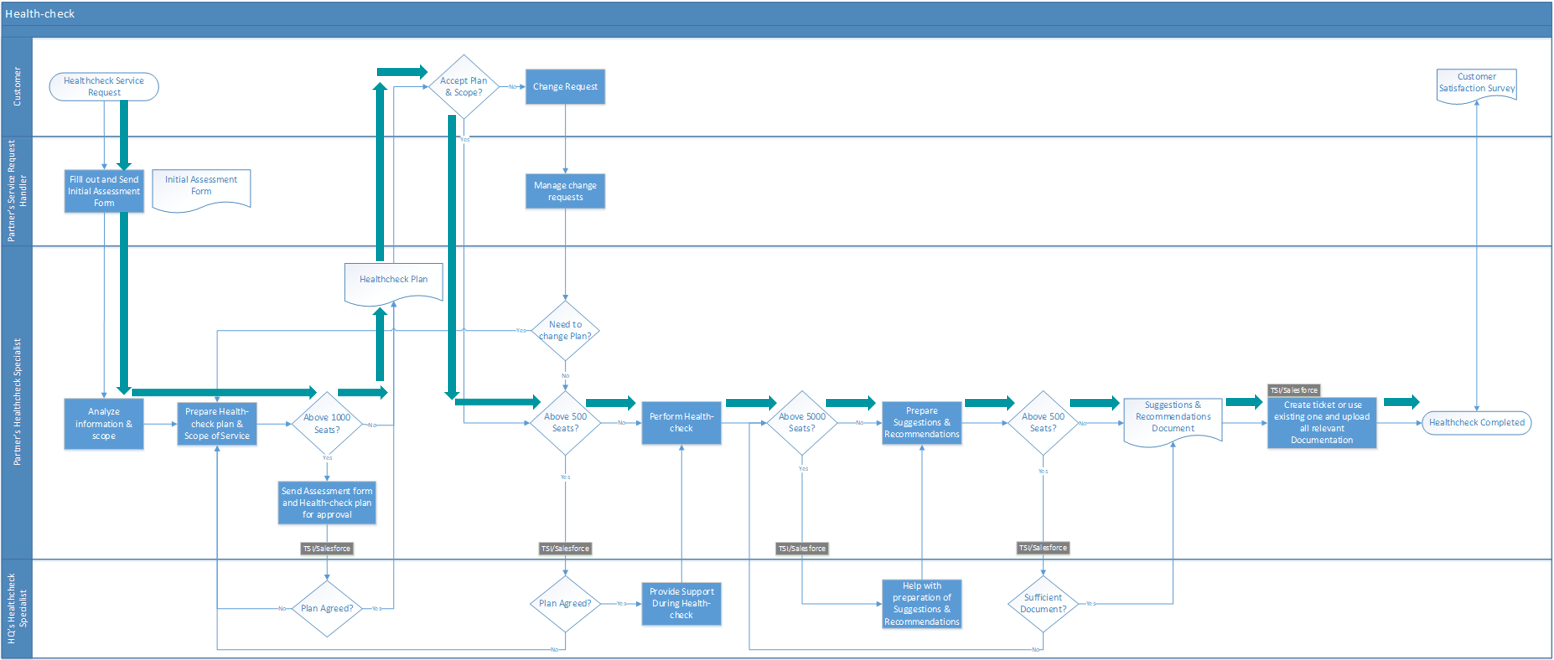 Health-check
Customer
Healthcheck Service
Request
Accept Plan
& Scope?
No
Change Request
Customer
Satisfaction Survey
Yes
Partner's Service Request
Handler
Filll out and Send
Initial Assessment
Form
Initial Assessment
Form
Manage change
requests
Partner's Healthcheck Specialist
Healthcheck Plan
Need to
change Plan?
Yes
No
Analyze
information &
scope
Prepare Health-
check plan &
Scope of Service
Above 1000
Seats?
No
Yes
Above 500
Seats?
No
Yes
Perform Health-
check
Above 5000
Seats?
No
Yes
Prepare
Suggestions &
Recommendations
Above 500
Seats?
No
Yes
Suggestions &
Recommendations
Document
TSI/Salesforce
Create ticket or use
existing one and upload
all relevant
Documentation
Healthcheck Completed
Send Assessment form
and Health-check plan
for approval
TSI/Salesforce
TSI/Salesforce
TSI/Salesforce
TSI/Salesforce
HQ's Healthcheck
Specialist
No
Plan Agreed?
Yes
Plan Agreed?
Yes
No
Provide Support
During Health-
check
Help with
preparation of
Suggestions &
Recommendations
Sufficient
Document?
Yes
No